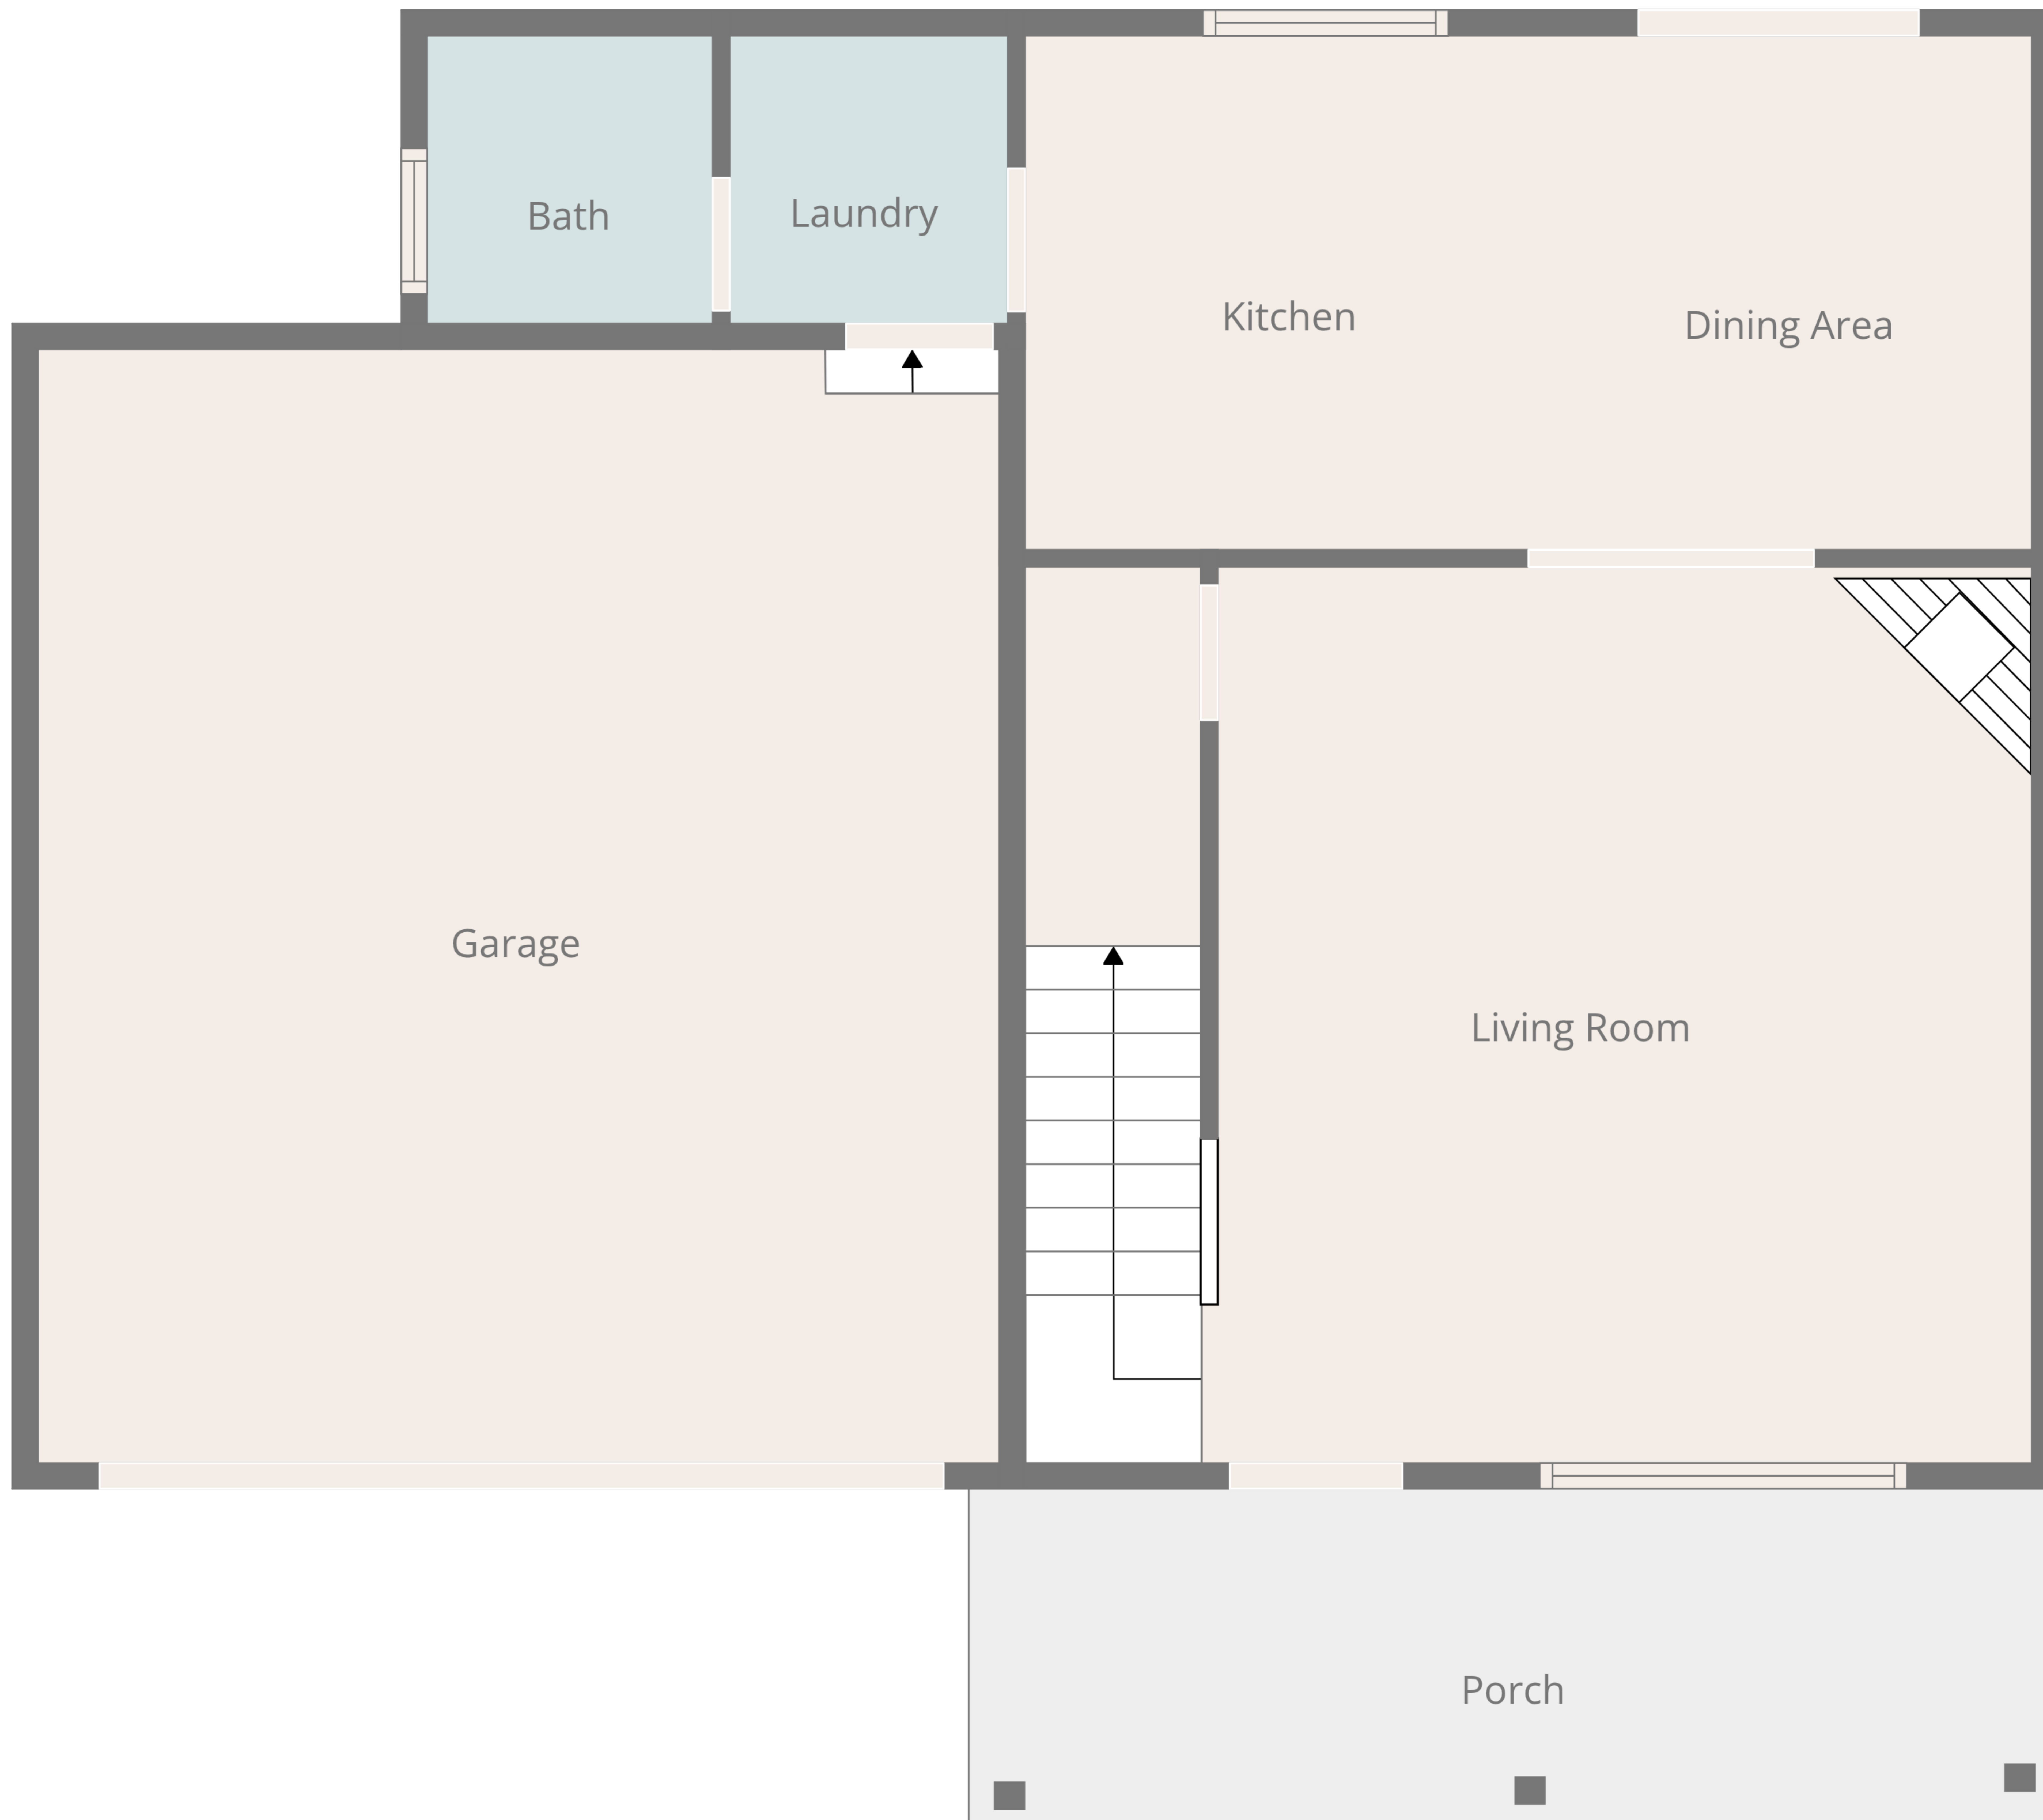 Bath
Laundry
Kitchen
Dining Area
Garage
Living Room
Porch